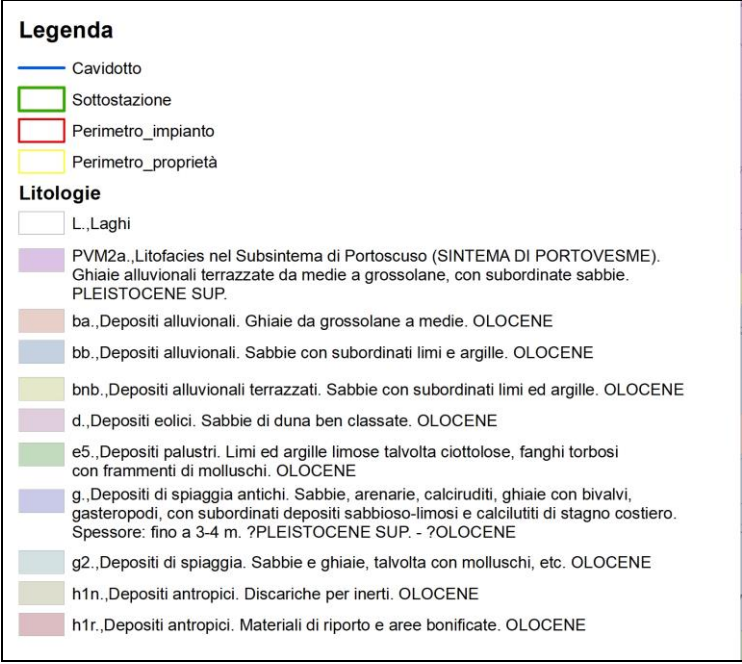 Legenda
Cavidotto
Sottostazione
Perimetro_impianto
Perimetro_proprietà
Litologie
L.,Laghi
PVM2a.,Litofacies nel Subsintema di Portoscuso (SINTEMA DI PORTOVESME).
Ghiaie alluvionali terrazzate da medie a grossolane, con subordinate sabbie.
PLEISTOCENE SUP.
ba.,Depositi alluvionali. Ghiaie da grossolane a medie. OLOCENE
bb.,Depositi alluvionali. Sabbie con subordinati limi e argille. OLOCENE
bnb.,Depositi alluvionali terrazzati. Sabbie con subordinati limi ed argille. OLOCENE
d.,Depositi eolici. Sabbie di duna ben classate. OLOCENE
e5.,Depositi palustri. Limi ed argille limose talvolta ciottolose, fanghi torbosi
con frammenti di molluschi. OLOCENE
g.,Depositi di spiaggia antichi. Sabbie, arenarie, calciruditi, ghiaie con bivalvi,
gasteropodi, con subordinati depositi sabbioso-limosi e calcilutiti di stagno costiero.
Spessore: fino a 3-4 m. ?PLEISTOCENE SUP. - ?OLOCENE
g2.,Depositi di spiaggia. Sabbie e ghiaie, talvolta con molluschi, etc. OLOCENE
h1n.,Depositi antropici. Discariche per inerti. OLOCENE
h1r.,Depositi antropici. Materiali di riporto e aree bonificate. OLOCENE